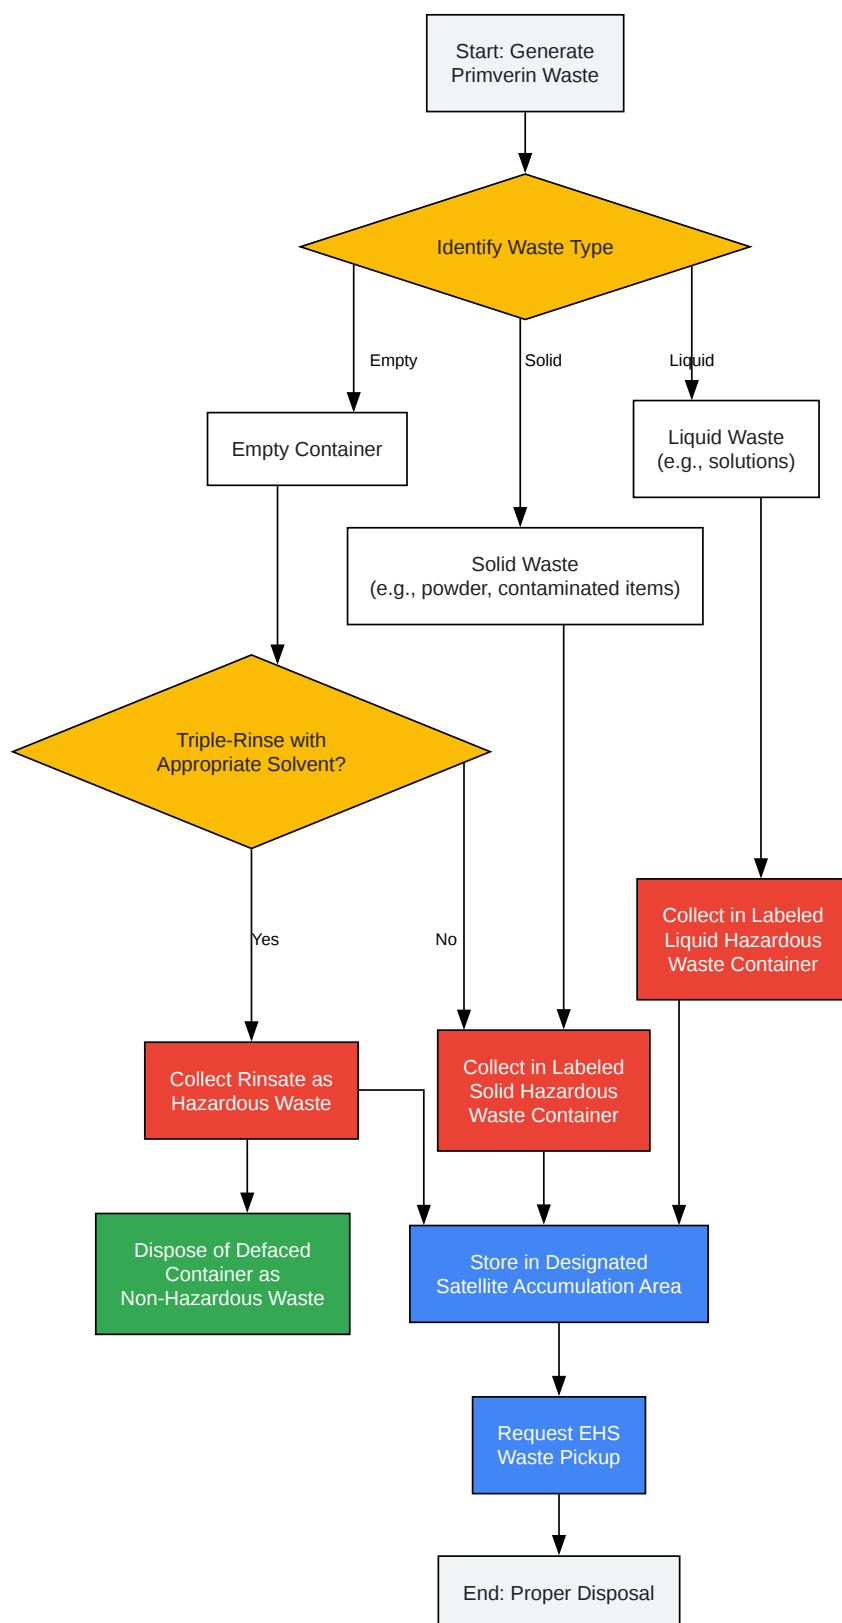 Start: Generate
Primverin Waste
Identify Waste Type
Empty
Solid
Liquid
Empty Container
Liquid Waste
(e.g., solutions)
Solid Waste
(e.g., powder, contaminated items)
Triple-Rinse with
Appropriate Solvent?
Yes
No
Collect in Labeled
Liquid Hazardous
Waste Container
Collect Rinsate as
Hazardous Waste
Collect in Labeled
Solid Hazardous
Waste Container
Dispose of Defaced
Container as
Non-Hazardous Waste
Store in Designated
Satellite Accumulation Area
Request EHS
Waste Pickup
End: Proper Disposal